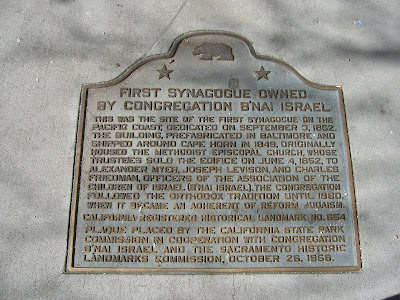 FIRST SYNAGOGUE OWNED
BY CONGREGATION B'NAI ISRAEL
THIS WAS THE SITE OF THE FIRST SYNAGOGUE ON THE
PACIFIC COAST, DEDICATED ON SEPTEMBER 3, 1852.
THE BUILDING, PREFABRICATED IN BALTIMORE AND
SHIPPED AROUND CAPE HORN IN 1849, ORIGINALLY
HOUSED THE METHODIST EPISCOPAL CHURCH, WHOSE
TRUSTEES SOLD THE EDIFICE ON JUNE 4, 1852, TO
ALEXANDER MYER, JOSEPH LEVISON, AND CHARLES
FRIEDMAN, OFFICERS OF THE ASSOCIATION OF THE
CHILDREN OF ISRAEL (B'NAI ISRAEL). THE CONGREGATION
FOLLOWED THE ORTHODOX TRADITION UNTIL 1880,
WHEN IT BECAME AN ADHERENT OF REFORM JUDAISM.
CALIFORNIA REGISTERED HISTORICAL LANDMARK NO. 654
PLAQUE PLACED BY THE CALIFORNIA STATE PARK
COMMISSION IN COOPERATION WITH CONGREGATION
B'NAI ISRAEL AND THE SACRAMENTO HISTORIC
LANDMARKS COMMISSION, OCTOBER 26, 1958.